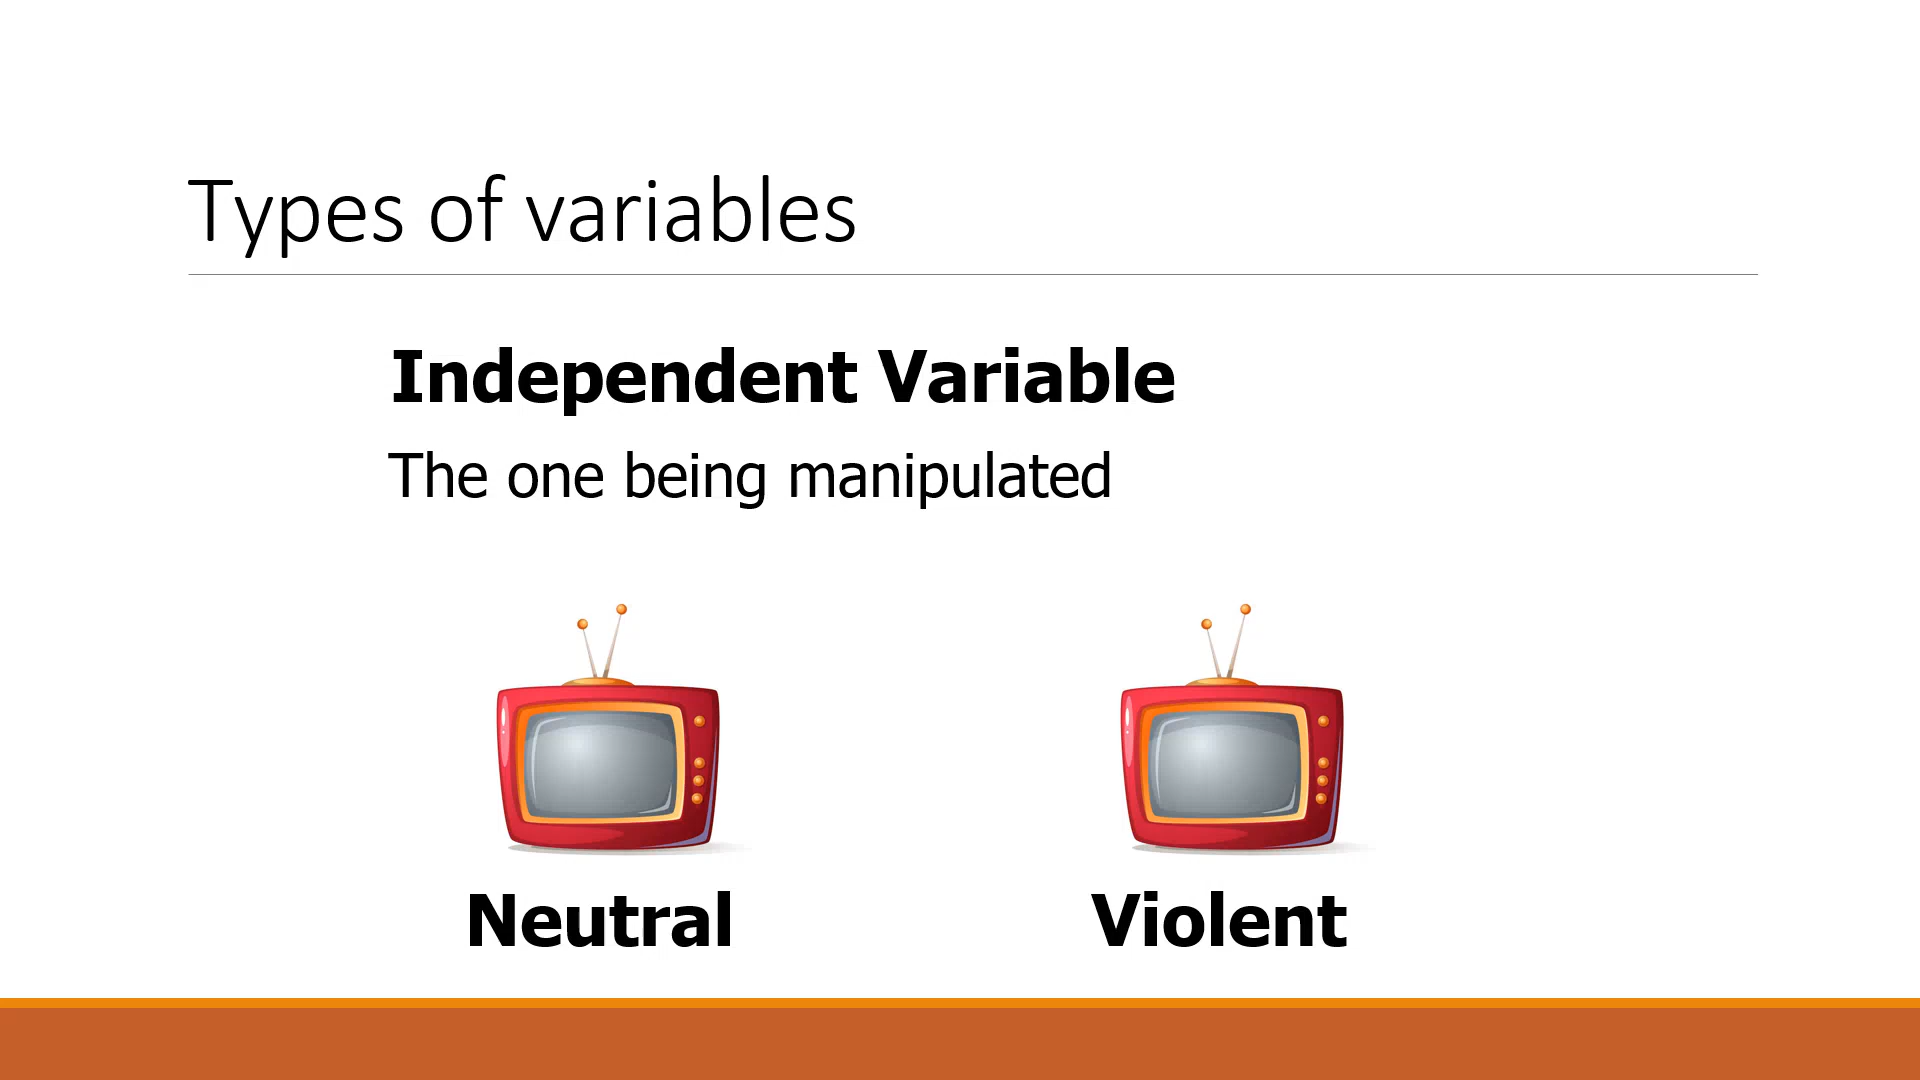 Types of variables
Independent Variable
The one being manipulated
Neutral
Violent